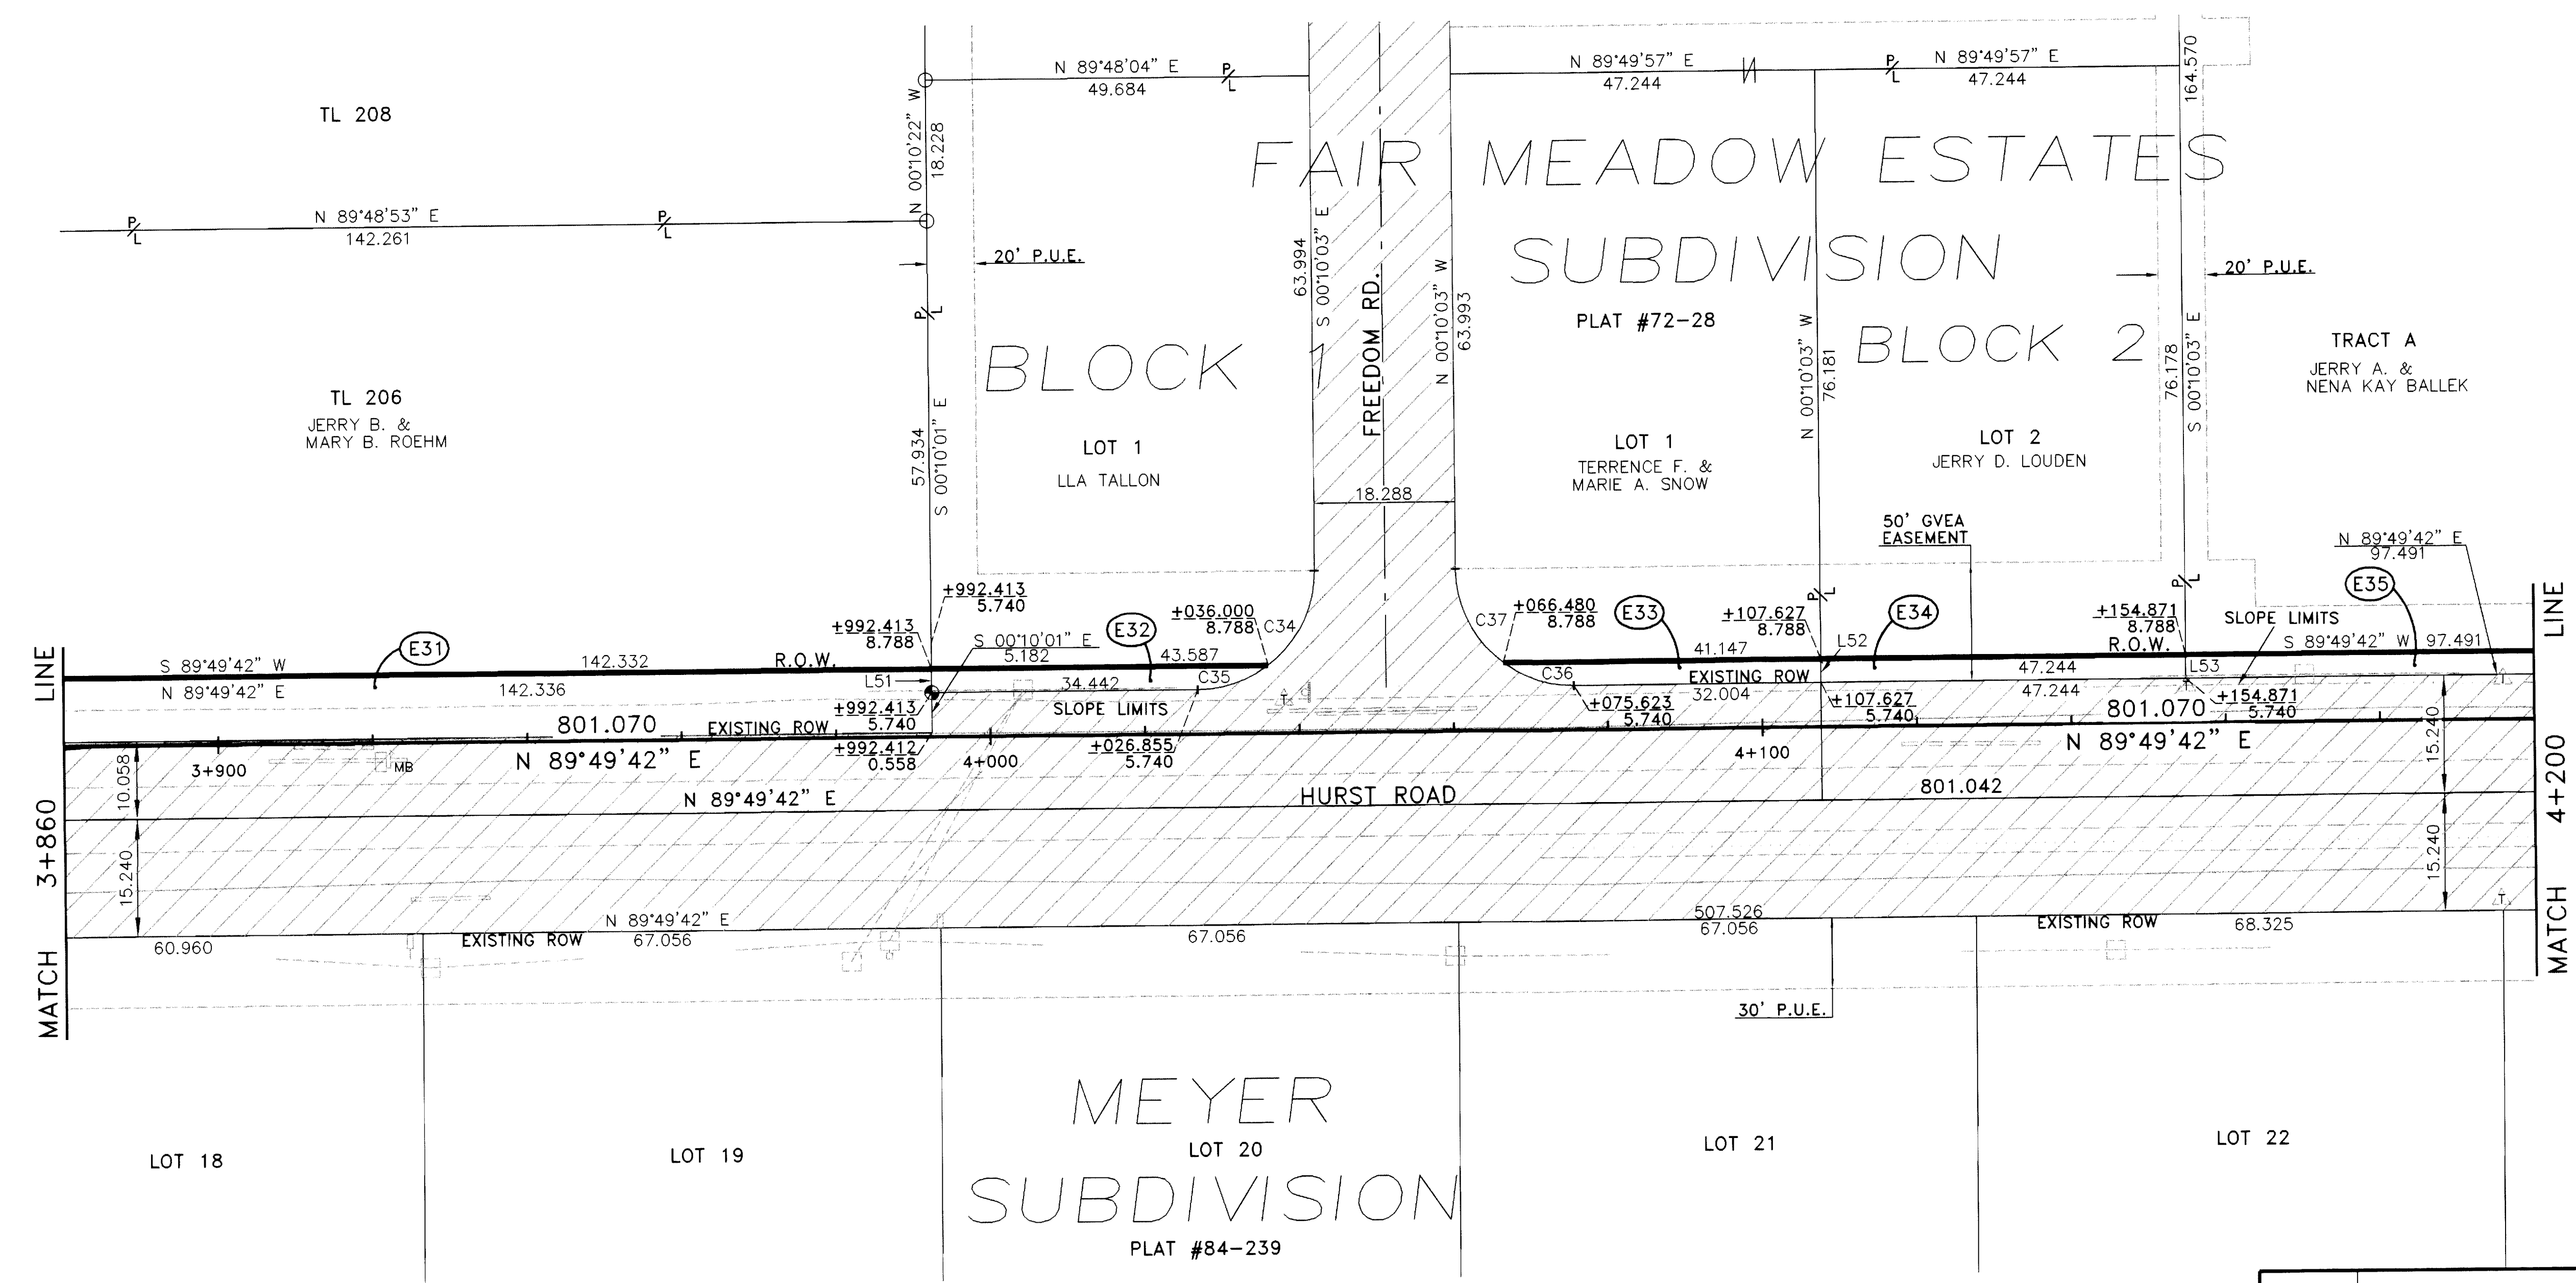 N 89°48'04" E
49.684
P/L
N 89°49'57" E
47.244
P/L
N 89°49'57" E
47.244
164.570
TL 208
N 00°10'22" W
18.228
FAIR MEADOW ESTATES
SUBDIVISION
PLAT #72-28
P/L
N 89°48'53" E
142.261
P/L
20' P.U.E.
63.994
S 00°10'03" E
FREEDOM RD.
N 00°10'03" W
63.993
20' P.U.E.
P/L
BLOCK 1
N 00°10'03" W
76.181
BLOCK 2
76.178
S 00°10'03" E
TRACT A
JERRY A. &
NENA KAY BALLEK
TL 206
JERRY B. &
MARY B. ROEHM
57.934
S 00°10'01" E
LOT 1
LLA TALLON
LOT 1
TERRENCE F. &
MARIE A. SNOW
LOT 2
JERRY D. LOUDEN
18.288
50' GVEA
EASEMENT
N 89°49'42" E
97.491
+992.413
8.788
+992.413
5.740
S 00°10'01" E
5.182
E32
+036.000
8.788
C34
C37
+066.480
8.788
E33
+107.627
8.788
P/L
L52
E34
+154.871
8.788
P/L
SLOPE LIMITS
E35
MATCH LINE 3+860
S 89°49'42" W
E31
142.332
R.O.W.
43.587
41.147
47.244
R.O.W.
S 89°49'42" W 97.491
MATCH LINE 4+200
N 89°49'42" E
142.336
L51
34.442
C35
C36
EXISTING ROW
32.004
47.244
L53
SLOPE LIMITS
+992.413
5.740
+075.623
5.740
+107.627
5.740
+154.871
5.740
801.070
EXISTING ROW
801.070
3+900
MB
N 89°49'42" E
+992.412
0.558
4+000
+026.855
5.740
4+100
N 89°49'42" E
10.058
15.240
N 89°49'42" E
HURST ROAD
801.042
15.240
15.240
60.960
EXISTING ROW
N 89°49'42" E
67.056
67.056
507.526
67.056
EXISTING ROW
68.325
T
T
30' P.U.E.
MEYER
SUBDIVISION
PLAT #84-239
LOT 18
LOT 19
LOT 20
LOT 21
LOT 22